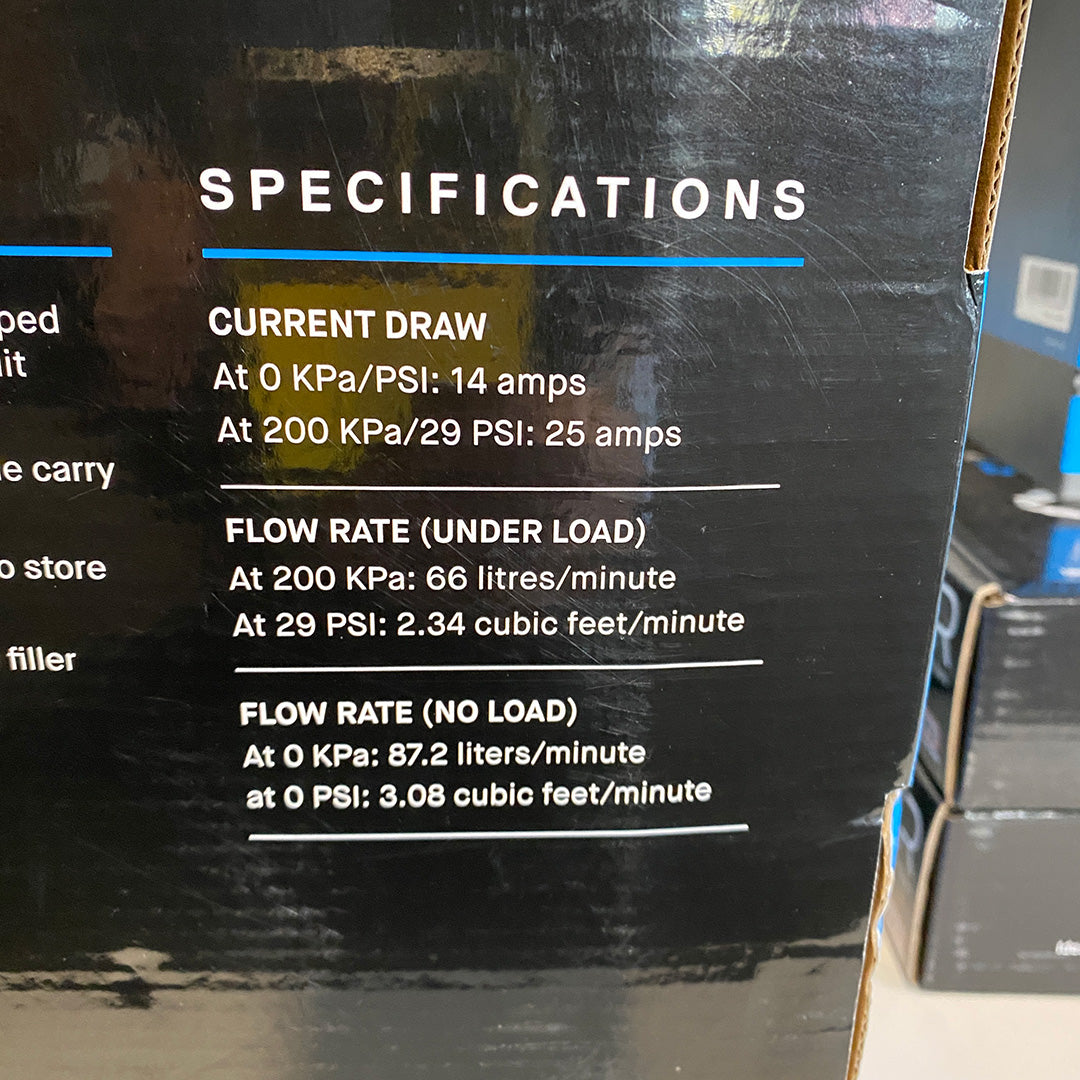 SPECIFICATIONS
CURRENT DRAW
At 0 KPa/PSI: 14 amps
At 200 KPa/29 PSI: 25 amps
FLOW RATE (UNDER LOAD)
At 200 KPa: 66 litres/minute
At 29 PSI: 2.34 cubic feet/minute
FLOW RATE (NO LOAD)
At 0 KPa: 87.2 liters/minute
at 0 PSI: 3.08 cubic feet/minute
carry
store
filler